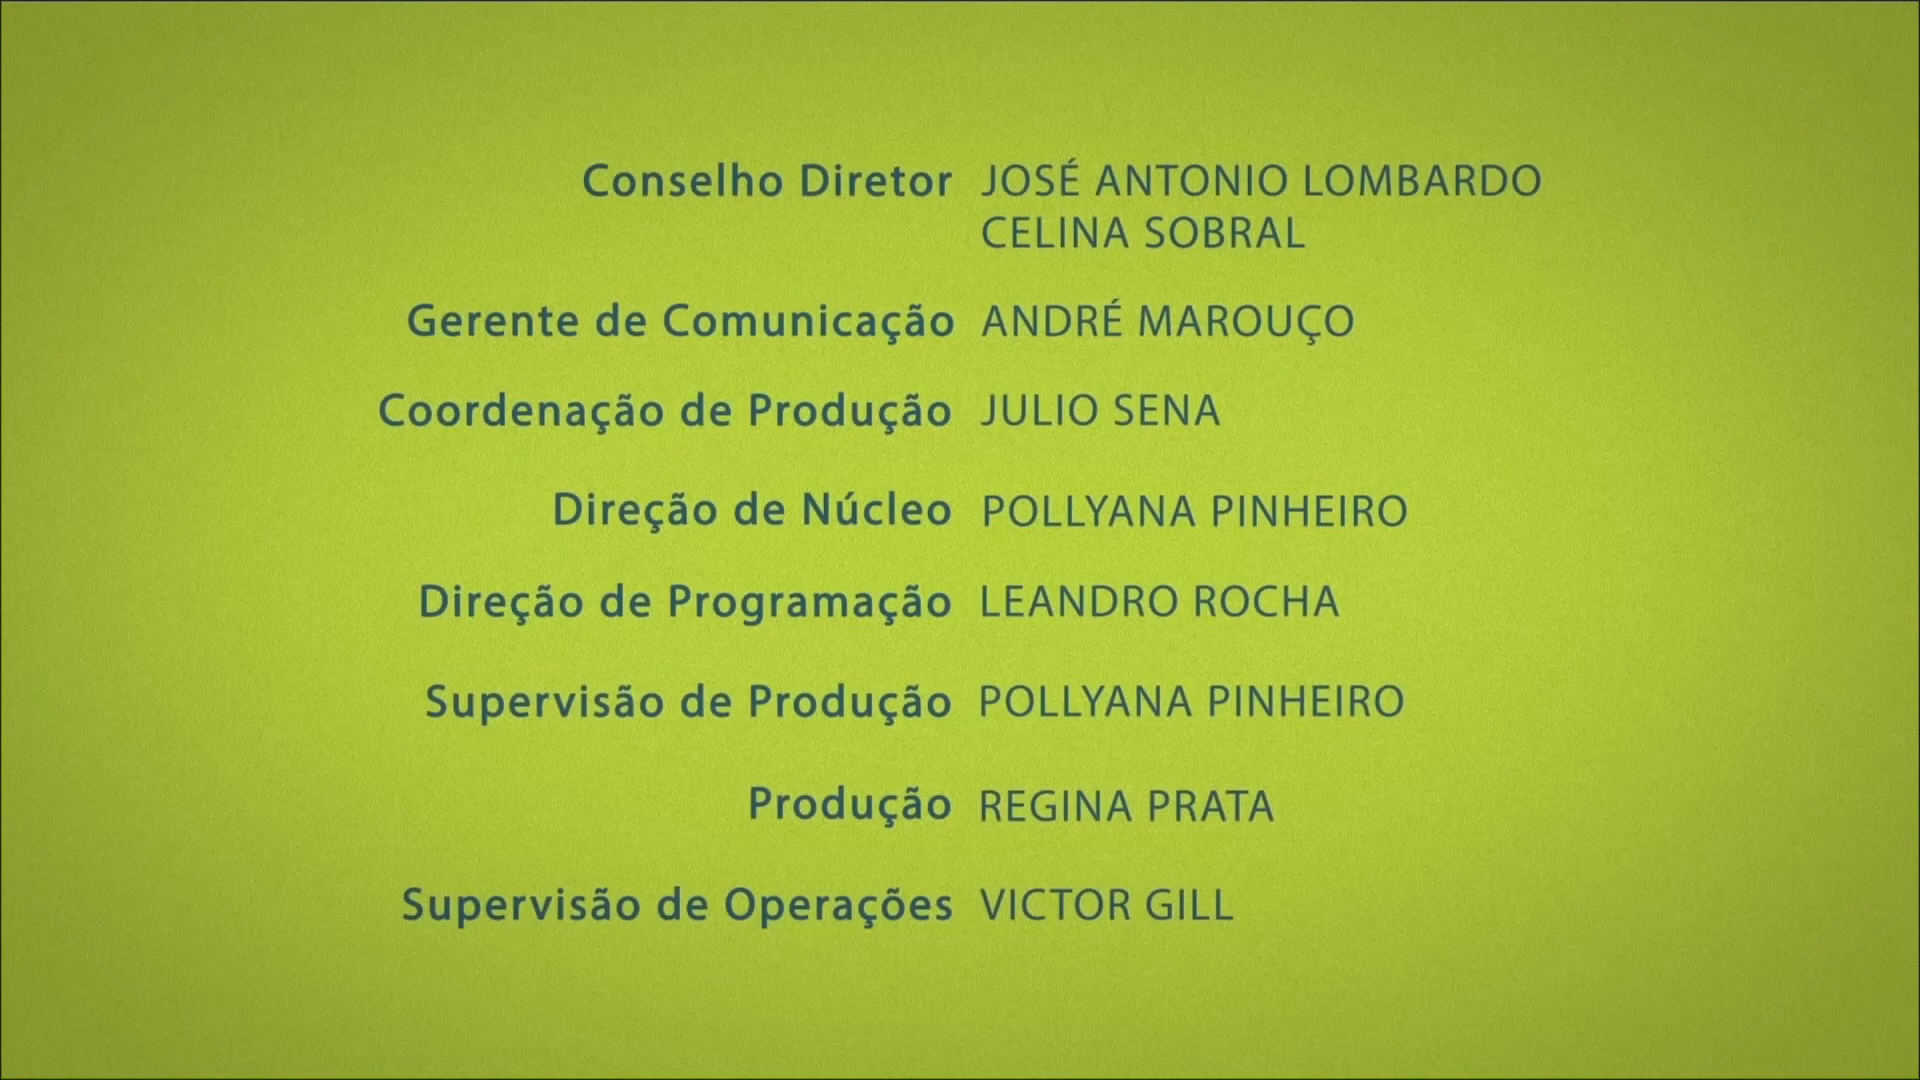 Conselho Diretor JOSÉ ANTONIO LOMBARDO
CELINA SOBRAL
Gerente de Comunicação ANDRÉ MAROUÇO
Coordenação de Produção JULIO SENA
Direção de Núcleo POLLYANA PINHEIRO
Direção de Programação LEANDRO ROCHA
Supervisão de Produção POLLYANA PINHEIRO
Produção REGINA PRATA
Supervisão de Operações VICTOR GILL